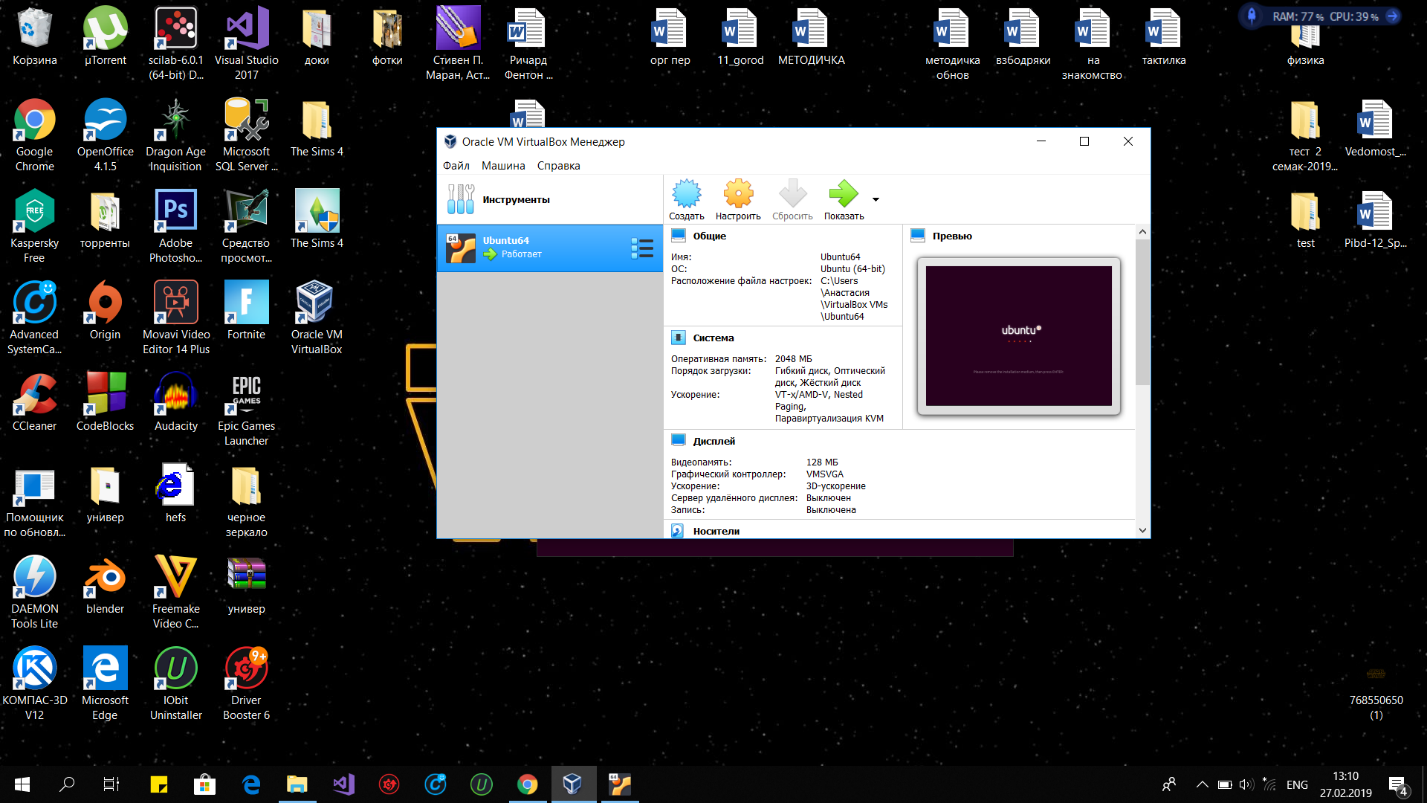 Корзина
µTorrent
scilab-6.0.1
(64-bit) D...
Visual Studio
2017
доки
фотки
Стивен П.
Маран, Аст...
Ричард
Фентон ...
орг пер
11_gorod
МЕТОДИЧКА
методичка
обнов
взбодряки
на
знакомство
тактилка
RAM: 77 % CPU: 39 %
физика
Google
Chrome
OpenOffice
4.1.5
Dragon Age
Inquisition
Microsoft
SQL Server ...
The Sims 4
тест 2
семак-2019...
Vedomost_...
Kaspersky
Free
торренты
Adobe
Photosho...
Средство
просмот...
The Sims 4
test
Pibd-12_Sp...
Advanced
SystemCa...
Origin
Movavi Video
Editor 14 Plus
Fortnite
Oracle VM
VirtualBox
CCleaner
CodeBlocks
Audacity
EPIC
GAMES
Epic Games
Launcher
Помощник
по обновл...
универ
hefs
черное
зеркало
DAEMON
Tools Lite
blender
Freemake
Video C...
универ
КОМПАС-3D
V12
Microsoft
Edge
IObit
Uninstaller
9+
Driver
Booster 6
768550650
(1)
Oracle VM VirtualBox Менеджер
Файл Машина Справка
Инструменты
Создать Настроить Сбросить Показать
64
Ubuntu64
Работает
Общие
Имя: Ubuntu64
ОС: Ubuntu (64-bit)
Расположение файла настроек: C:\Users
\Анастасия
\VirtualBox VMs
\Ubuntu64
Превью
ubuntu
Система
Оперативная память: 2048 МБ
Порядок загрузки: Гибкий диск, Оптический
диск, Жёсткий диск
Ускорение: VT-x/AMD-V, Nested
Paging,
Паравиртуализация KVM
Дисплей
Видеопамять: 128 МБ
Графический контроллер: VMSVGA
Ускорение: 3D-ускорение
Сервер удалённого дисплея: Выключен
Запись: Выключена
Носители
ENG
13:10
27.02.2019
4